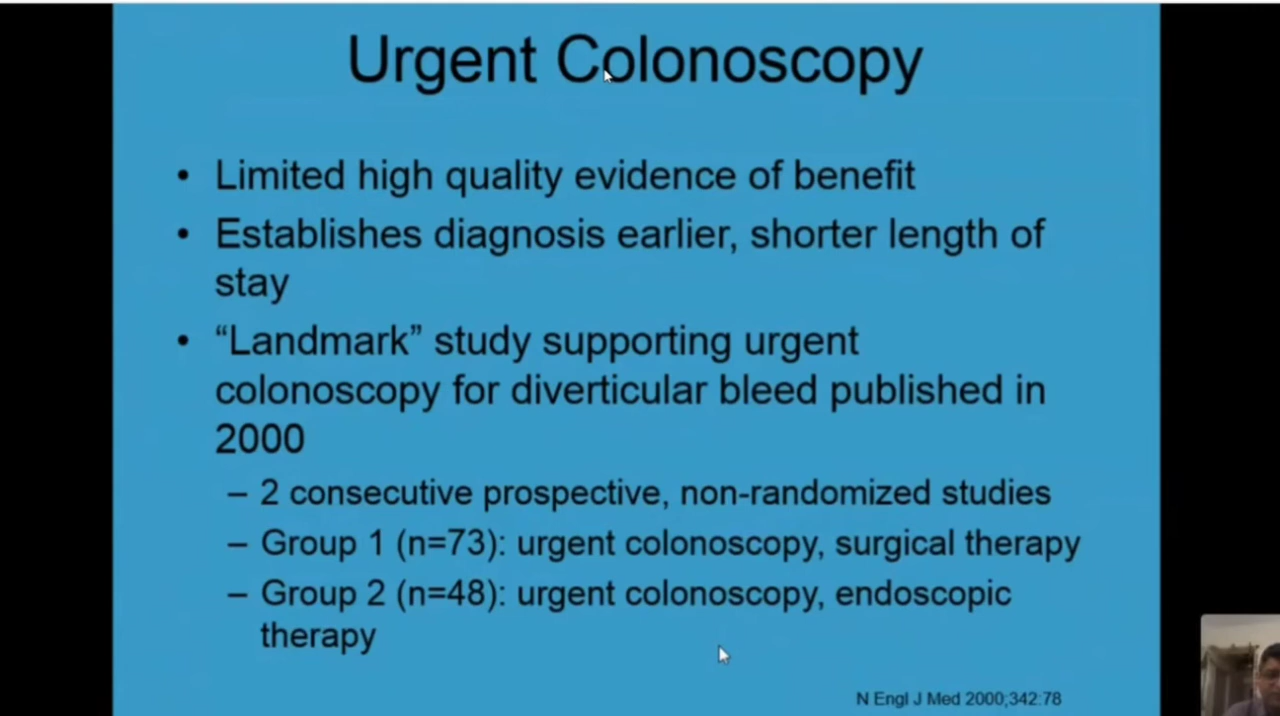 Urgent Colonoscopy
• Limited high quality evidence of benefit
• Establishes diagnosis earlier, shorter length of
stay
• “Landmark” study supporting urgent
colonoscopy for diverticular bleed published in
2000
– 2 consecutive prospective, non-randomized studies
– Group 1 (n=73): urgent colonoscopy, surgical therapy
– Group 2 (n=48): urgent colonoscopy, endoscopic
therapy
N Engl J Med 2000;342:78